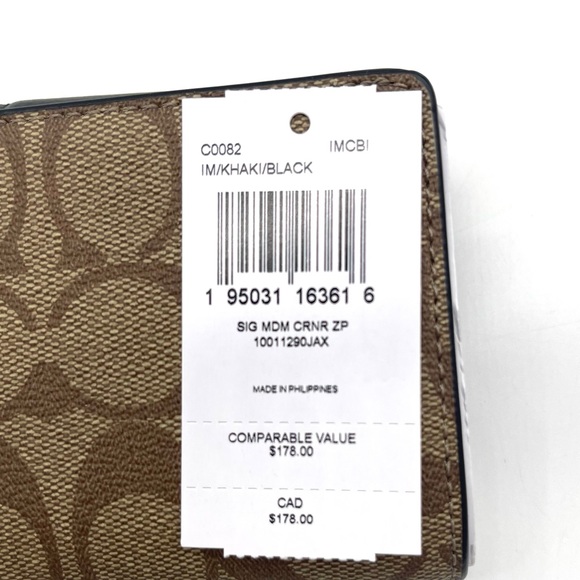 C0082 IMCBI
IM/KHAKI/BLACK
1 95031 16361 6
SIG MDM CRNR ZP
10011290JAX
MADE IN PHILIPPINES
COMPARABLE VALUE
$178.00
CAD
$178.00